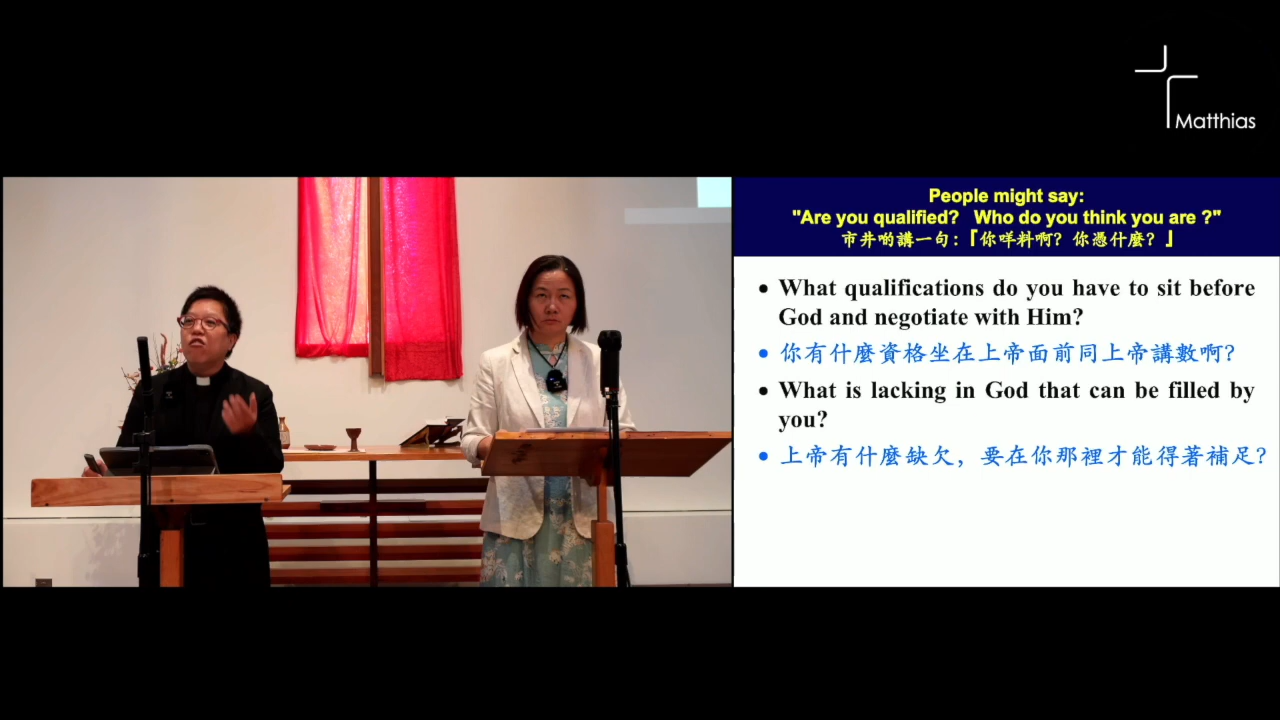 Matthias
People might say:
"Are you qualified?   Who do you think you are ?"
市井啲講一句：『你咩料啊？你憑什麼？』
• What qualifications do you have to sit before
God and negotiate with Him?
• 你有什麼資格坐在上帝面前同上帝講數啊?
• What is lacking in God that can be filled by
you?
• 上帝有什麼缺欠，要在你那裡才能得著補足?